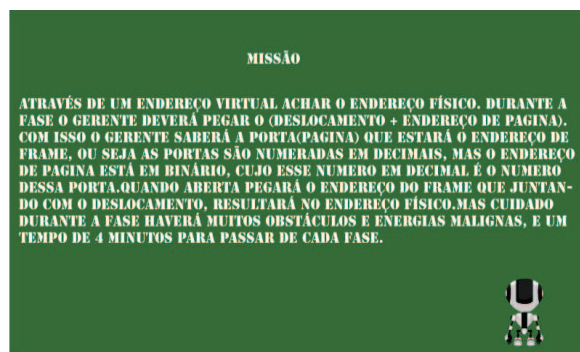 MISSÃO
ATRAVÉS DE UM ENDEREÇO VIRTUAL ACHAR O ENDEREÇO FÍSICO. DURANTE A
FASE O GERENTE DEVERÁ PEGAR O (DESLOCAMENTO + ENDEREÇO DE PAGINA).
COM ISSO O GERENTE SABERÁ A PORTA(PAGINA) QUE ESTARÁ O ENDEREÇO DE
FRAME, OU SEJA AS PORTAS SÃO NUMERADAS EM DECIMAIS, MAS O ENDEREÇO
DE PAGINA ESTÁ EM BINÁRIO, CUJO ESSE NUMERO EM DECIMAL É O NUMERO
DESSA PORTA.QUANDO ABERTA PEGARÁ O ENDEREÇO DO FRAME QUE JUNTAN-
DO COM O DESLOCAMENTO, RESULTARÁ NO ENDEREÇO FÍSICO.MAS CUIDADO
DURANTE A FASE HAVERÁ MUITOS OBSTÁCULOS E ENERGIAS MALIGNAS, E UM
TEMPO DE 4 MINUTOS PARA PASSAR DE CADA FASE.